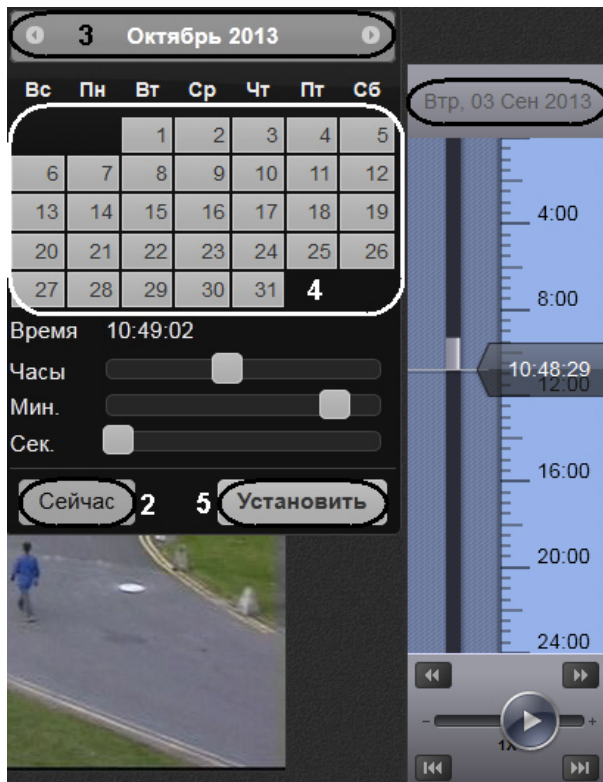 3 Октябрь 2013
Вс Пн Вт Ср Чт Пт Сб
1 2 3 4 5
6 7 8 9 10 11 12
13 14 15 16 17 18 19
20 21 22 23 24 25 26
27 28 29 30 31 4
Время 10:49:02
Часы
Мин.
Сек.
Сейчас 2 5 Установить
Втр, 03 Сен 2013
4:00
8:00
10:48:29
12:00
16:00
20:00
24:00
- +
1X